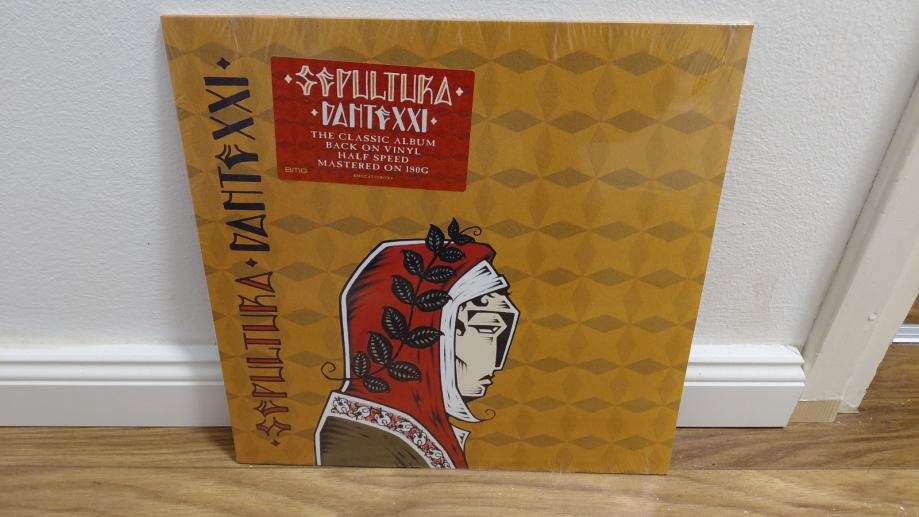 SEPULTURA
DANTE XXI
THE CLASSIC ALBUM
BACK ON VINYL
HALF SPEED
MASTERED ON 180G
BMG
SEPULTURA • DANTE XXI